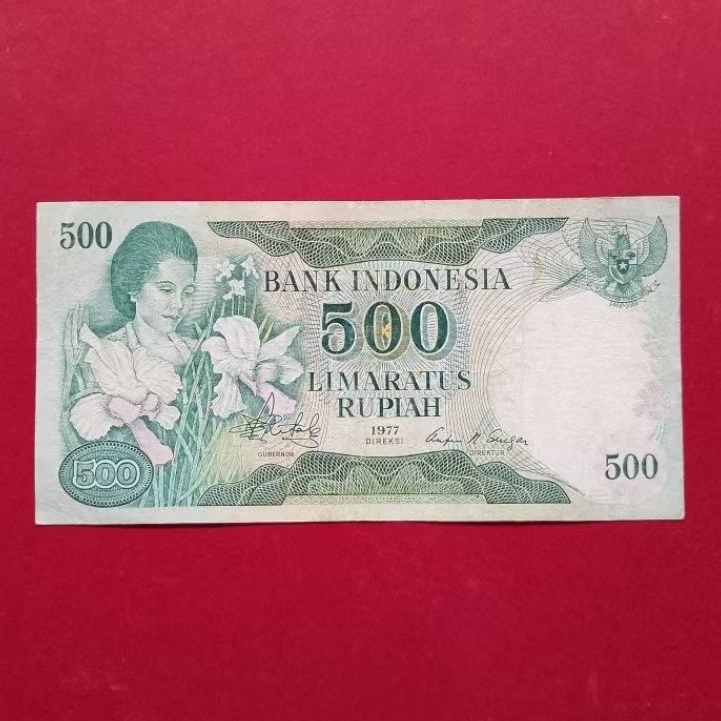 500
BANK INDONESIA
500
LIMARATUS
RUPIAH
1977
DIREKSI
GUBERNUR
DIREKTUR
500
500